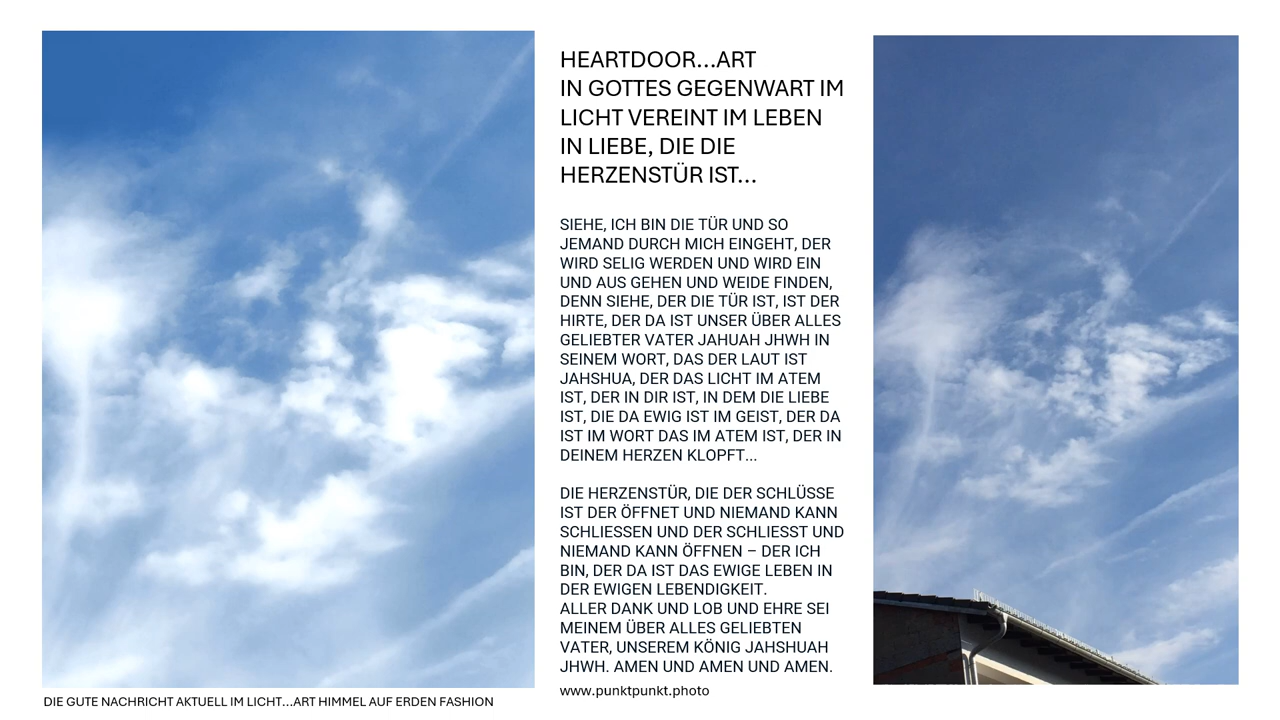 HEARTDOOR...ART
IN GOTTES GEGENWART IM
LICHT VEREINT IM LEBEN
IN LIEBE, DIE DIE
HERZENSTÜR IST...
SIEHE, ICH BIN DIE TÜR UND SO
JEMAND DURCH MICH EINGEHT, DER
WIRD SELIG WERDEN UND WIRD EIN
UND AUS GEHEN UND WEIDE FINDEN,
DENN SIEHE, DER DIE TÜR IST, IST DER
HIRTE, DER DA IST UNSER ÜBER ALLES
GELIEBTER VATER JAHUAH JHWH IN
SEINEM WORT, DAS DER LAUT IST
JAHSHUA, DER DAS LICHT IM ATEM
IST, DER IN DIR IST, IN DEM DIE LIEBE
IST, DIE DA EWIG IST IM GEIST, DER DA
IST IM WORT DAS IM ATEM IST, DER IN
DEINEM HERZEN KLOPFT...
DIE HERZENSTÜR, DIE DER SCHLÜSSE
IST DER ÖFFNET UND NIEMAND KANN
SCHLIESSEN UND DER SCHLIESST UND
NIEMAND KANN ÖFFNEN – DER ICH
BIN, DER DA IST DAS EWIGE LEBEN IN
DER EWIGEN LEBENDIGKEIT.
ALLER DANK UND LOB UND EHRE SEI
MEINEM ÜBER ALLES GELIEBTEN
VATER, UNSEREM KÖNIG JAHSHUAH
JHWH. AMEN UND AMEN UND AMEN.
www.punktpunkt.photo
DIE GUTE NACHRICHT AKTUELL IM LICHT...ART HIMMEL AUF ERDEN FASHION